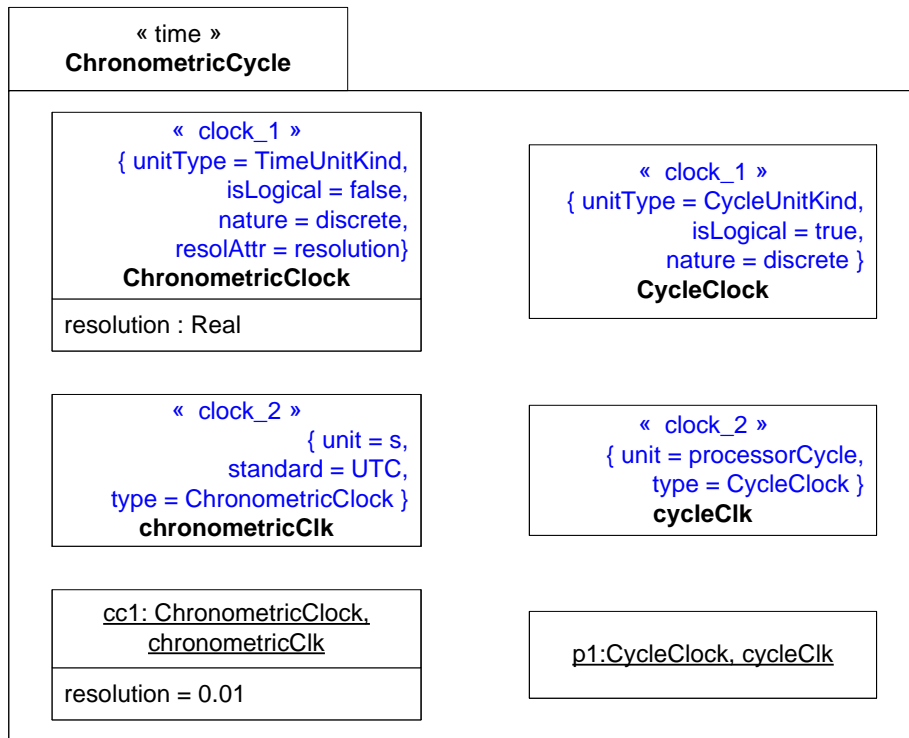 « time »
ChronometricCycle
« clock_1 »
{ unitType = TimeUnitKind,
isLogical = false,
nature = discrete,
resolAttr = resolution}
ChronometricClock
resolution : Real
« clock_1 »
{ unitType = CycleUnitKind,
isLogical = true,
nature = discrete }
CycleClock
« clock_2 »
{ unit = s,
standard = UTC,
type = ChronometricClock }
chronometricClk
« clock_2 »
{ unit = processorCycle,
type = CycleClock }
cycleClk
cc1: ChronometricClock,
chronometricClk
resolution = 0.01
p1:CycleClock, cycleClk